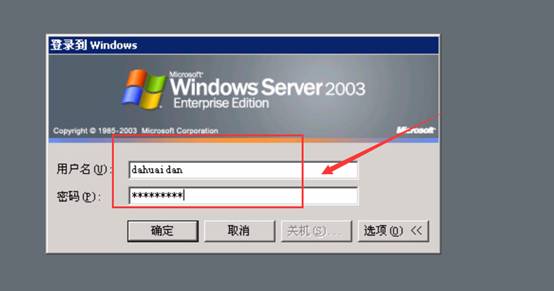 登录到 Windows
Microsoft
Windows Server 2003
Enterprise Edition
Copyright © 1985-2003 Microsoft Corporation
Microsoft
用户名(U):
dahuaidan
密码(P):
*********
确定
取消
关机(S)...
选项(O) <<